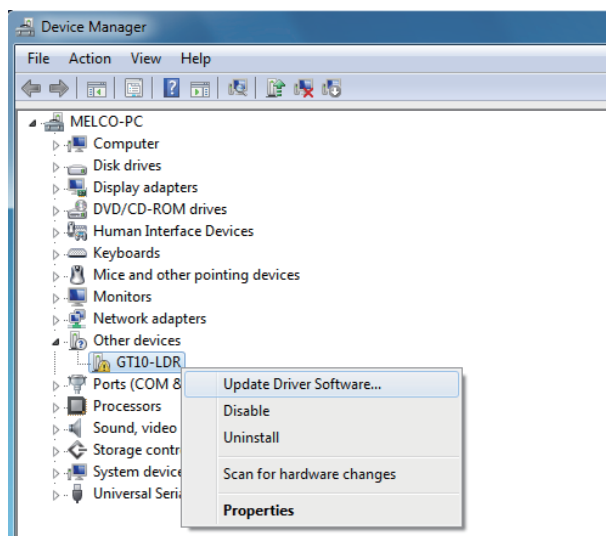 Device Manager
File Action View Help
MELCO-PC
Computer
Disk drives
Display adapters
DVD/CD-ROM drives
Human Interface Devices
Keyboards
Mice and other pointing devices
Monitors
Network adapters
Other devices
GT10-LDR
Ports (COM &
Processors
Sound, video
Storage contr
System device
Universal Seri
Update Driver Software...
Disable
Uninstall
Scan for hardware changes
Properties